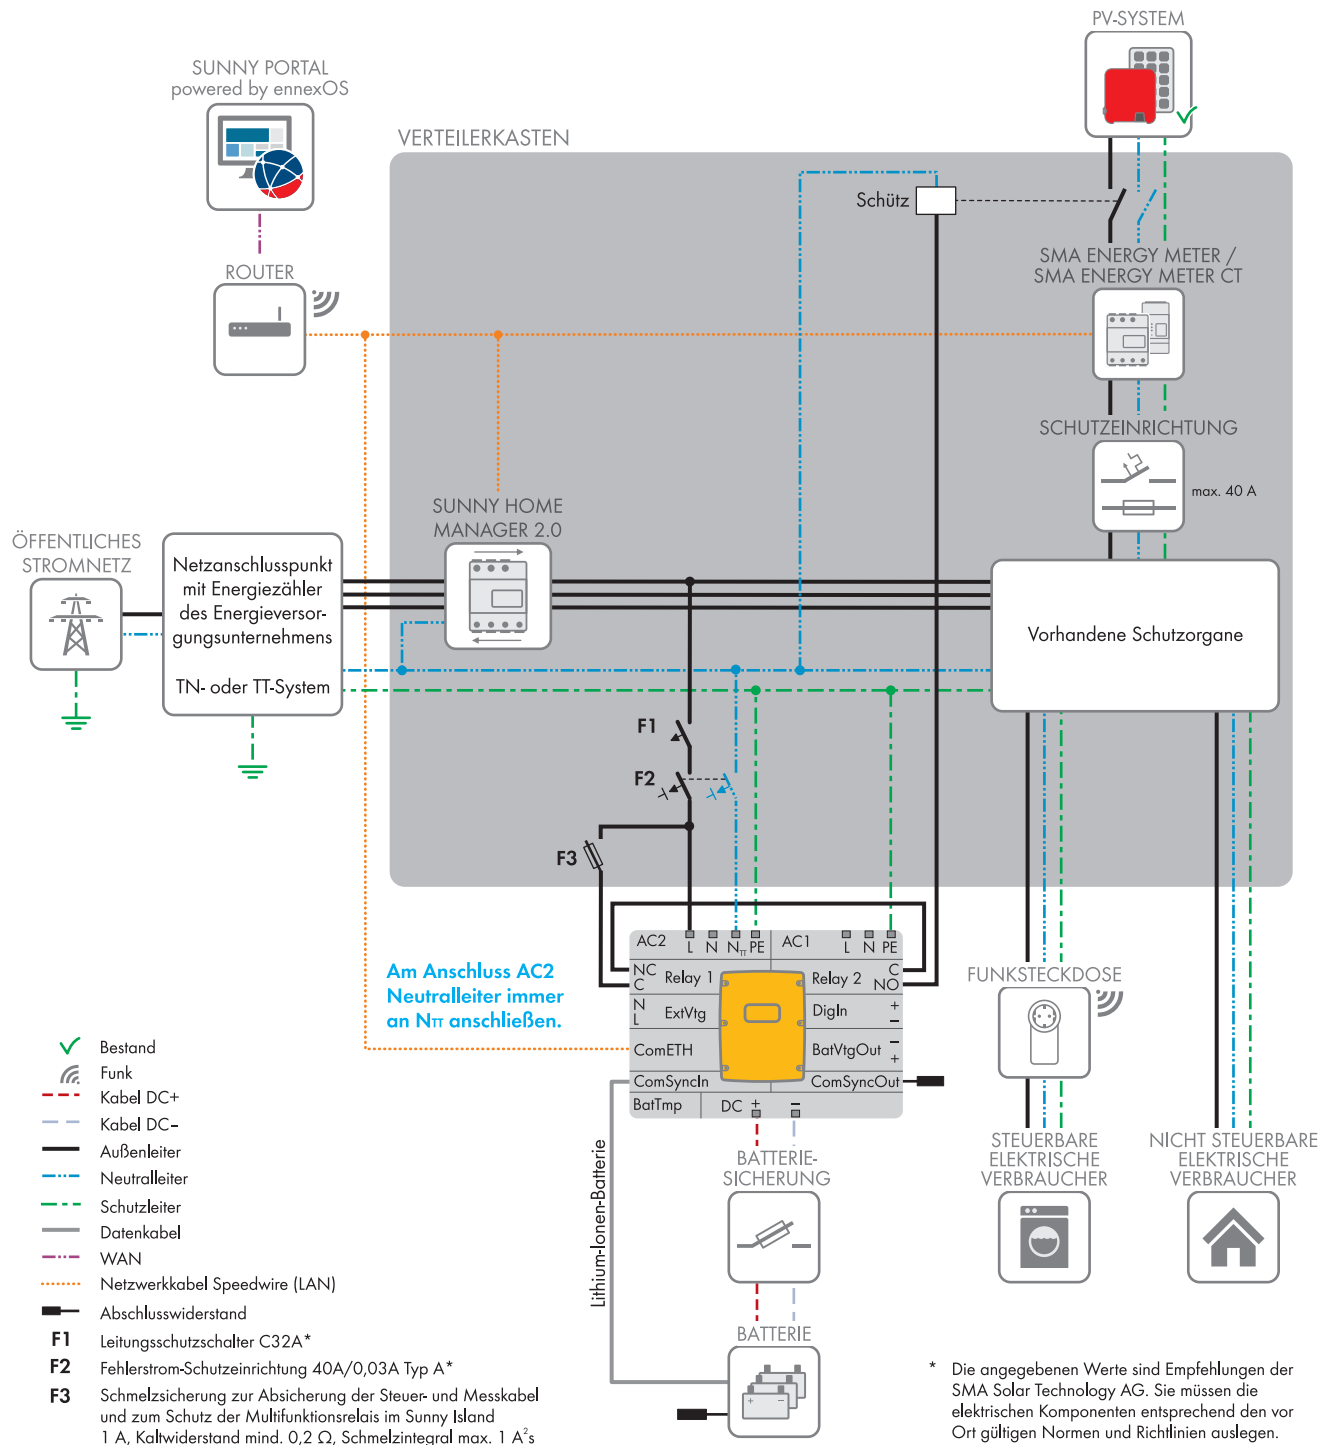 PV-SYSTEM
SUNNY PORTAL
powered by ennexOS
VERTEILERKASTEN
Schütz
ROUTER
SMA ENERGY METER /
SMA ENERGY METER CT
SCHUTZEINRICHTUNG
max. 40 A
SUNNY HOME
MANAGER 2.0
ÖFFENTLICHES
STROMNETZ
Netzanschlusspunkt
mit Energiezähler
des Energieversor-
gungsunternehmens
TN- oder TT-System
Vorhandene Schutzorgane
F1
F2
F3
AC2 L N Nπ PE AC1 L N PE
NC
C
Relay 1
Relay 2
C
NO
N
L
ExtVtg
DigIn
+
–
ComETH
BatVtgOut
–
+
ComSyncIn
ComSyncOut
BatTmp
DC + –
Am Anschluss AC2
Neutralleiter immer
an Nπ anschließen.
FUNKSTECKDOSE
Lithium-Ionen-Batterie
BATTERIE-
SICHERUNG
BATTERIE
+ –
STEUERBARE
ELEKTRISCHE
VERBRAUCHER
NICHT STEUERBARE
ELEKTRISCHE
VERBRAUCHER
Bestand
Funk
Kabel DC+
Kabel DC–
Außenleiter
Neutralleiter
Schutzleiter
Datenkabel
WAN
Netzwerkkabel Speedwire (LAN)
Abschlusswiderstand
F1 Leitungsschutzschalter C32A*
F2 Fehlerstrom-Schutzeinrichtung 40A/0,03A Typ A*
F3 Schmelzsicherung zur Absicherung der Steuer- und Messkabel
und zum Schutz der Multifunktionsrelais im Sunny Island
1 A, Kaltwiderstand mind. 0,2 Ω, Schmelzintegral max. 1 A²s
* Die angegebenen Werte sind Empfehlungen der
SMA Solar Technology AG. Sie müssen die
elektrischen Komponenten entsprechend den vor
Ort gültigen Normen und Richtlinien auslegen.